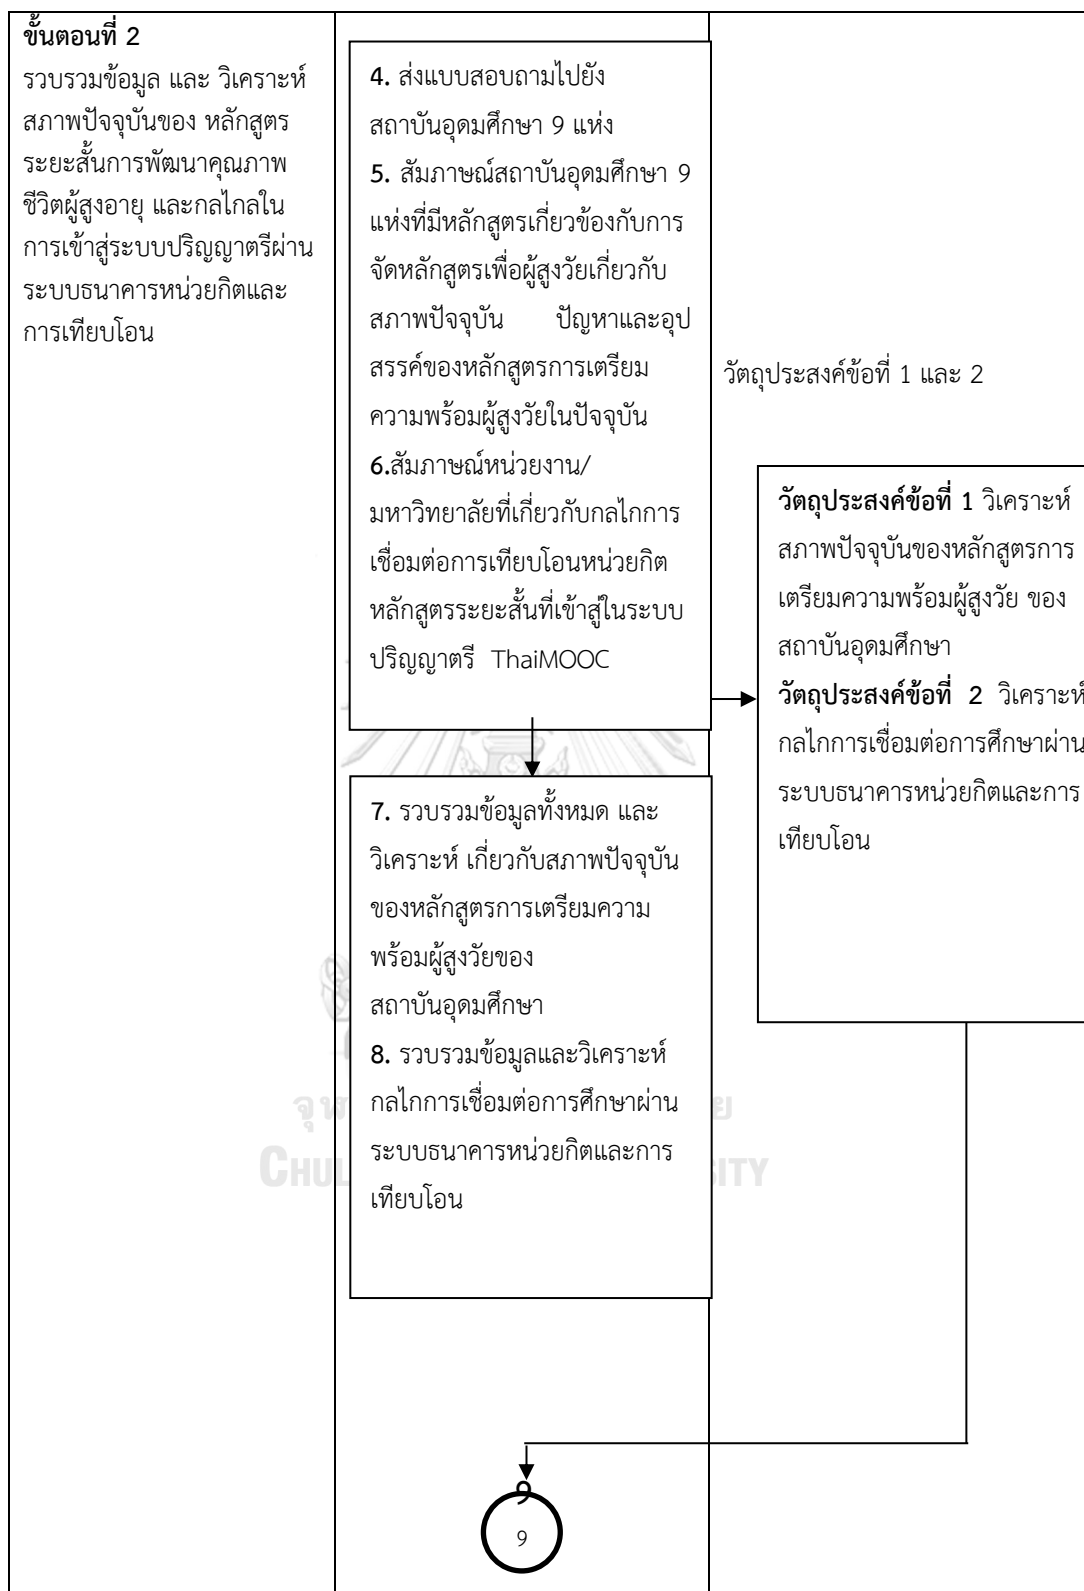 ขั้นตอนที่ 2
รวบรวมข้อมูล และ วิเคราะห์
สภาพปัจจุบันของ หลักสูตร
ระยะสั้นการพัฒนาคุณภาพ
ชีวิตผู้สูงอายุ และกลไกลใน
การเข้าสู่ระบบปริญญาตรีผ่าน
ระบบธนาคารหน่วยกิตและ
การเทียบโอน
4. ส่งแบบสอบถามไปยัง
สถาบันอุดมศึกษา 9 แห่ง
5. สัมภาษณ์สถาบันอุดมศึกษา 9
แห่งที่มีหลักสูตรเกี่ยวข้องกับการ
จัดหลักสูตรเพื่อผู้สูงวัยเกี่ยวกับ
สภาพปัจจุบัน ปัญหาและอุป
สรรค์ของหลักสูตรการเตรียม
ความพร้อมผู้สูงวัยในปัจจุบัน
6.สัมภาษณ์หน่วยงาน/
มหาวิทยาลัยที่เกี่ยวกับกลไกการ
เชื่อมต่อการเทียบโอนหน่วยกิต
หลักสูตรระยะสั้นที่เข้าสู่ในระบบ
ปริญญาตรี ThaiMOOC
7. รวบรวมข้อมูลทั้งหมด และ
วิเคราะห์ เกี่ยวกับสภาพปัจจุบัน
ของหลักสูตรการเตรียมความ
พร้อมผู้สูงวัยของ
สถาบันอุดมศึกษา
8. รวบรวมข้อมูลและวิเคราะห์
กลไกการเชื่อมต่อการศึกษาผ่าน
ระบบธนาคารหน่วยกิตและการ
เทียบโอน
วัตถุประสงค์ข้อที่ 1 และ 2
วัตถุประสงค์ข้อที่ 1 วิเคราะห์
สภาพปัจจุบันของหลักสูตรการ
เตรียมความพร้อมผู้สูงวัย ของ
สถาบันอุดมศึกษา
วัตถุประสงค์ข้อที่ 2 วิเคราะห์
กลไกการเชื่อมต่อการศึกษาผ่าน
ระบบธนาคารหน่วยกิตและการ
เทียบโอน
9
9